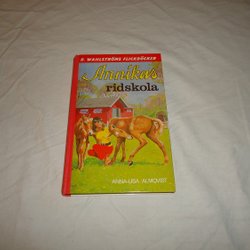 B. WAHLSTRÖMS FLICKBÖCKER
Annikas
ridskola
ANNA-LISA ALMQVIST